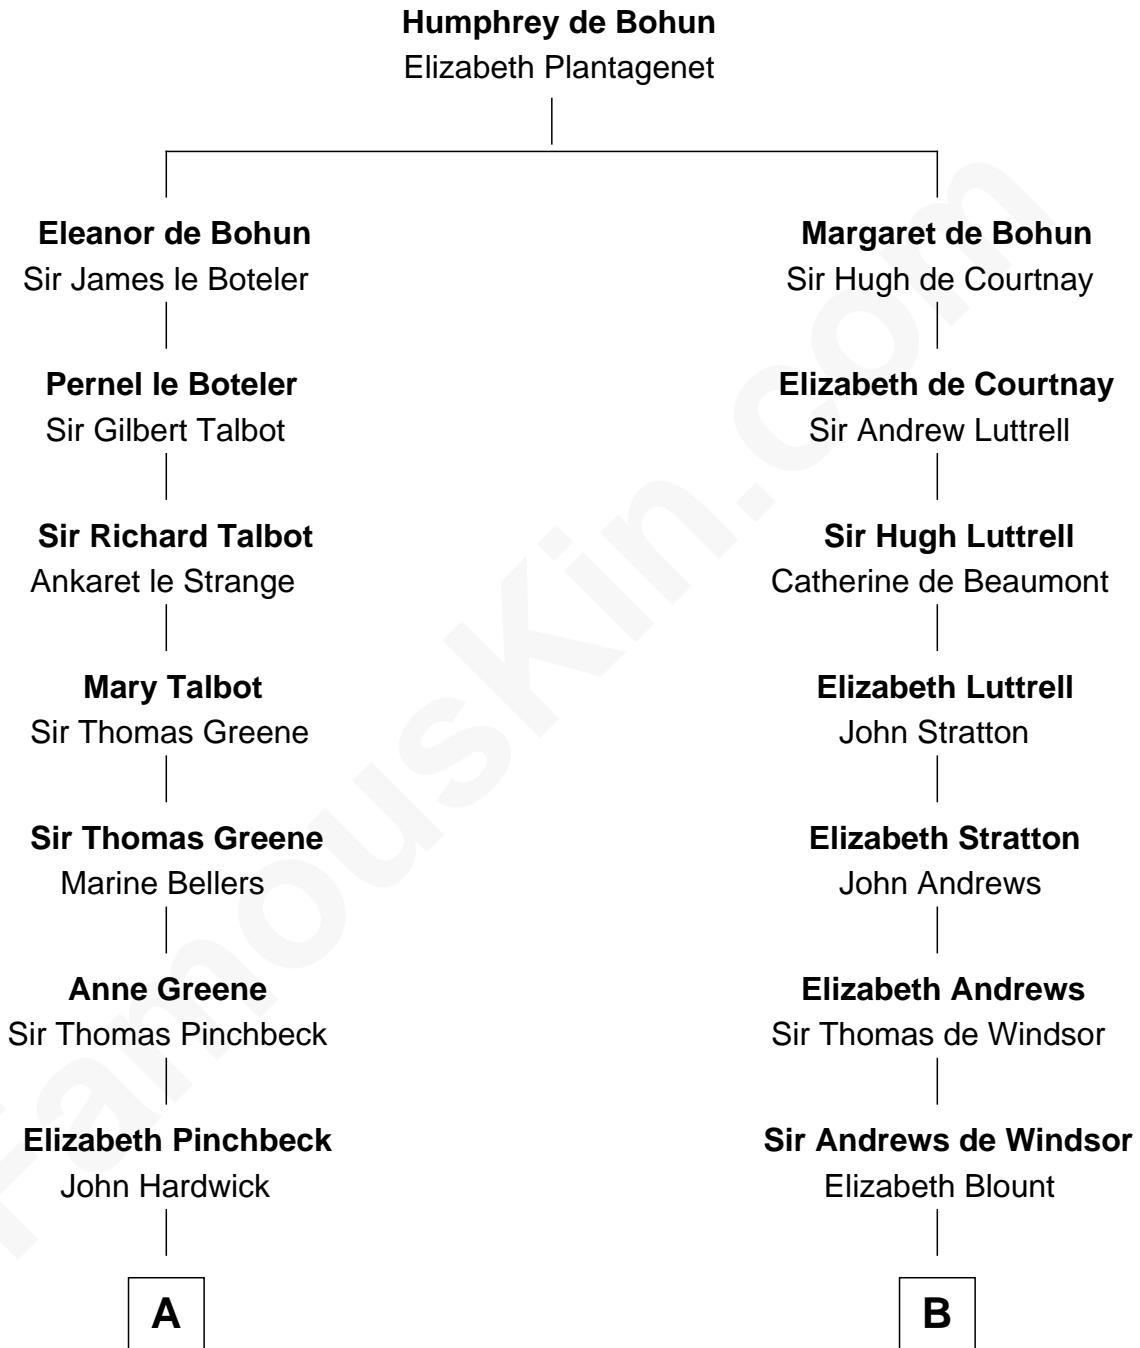 Humphrey de Bohun
Elizabeth Plantagenet
Eleanor de Bohun
Sir James le Boteler
Margaret de Bohun
Sir Hugh de Courtnay
Pernel le Boteler
Sir Gilbert Talbot
Elizabeth de Courtnay
Sir Andrew Luttrell
Sir Richard Talbot
Ankaret le Strange
Sir Hugh Luttrell
Catherine de Beaumont
Mary Talbot
Sir Thomas Greene
Elizabeth Luttrell
John Stratton
Sir Thomas Greene
Marine Bellers
Elizabeth Stratton
John Andrews
Anne Greene
Sir Thomas Pinchbeck
Elizabeth Andrews
Sir Thomas de Windsor
Elizabeth Pinchbeck
John Hardwick
Sir Andrews de Windsor
Elizabeth Blount
A
B
FamousKin.com